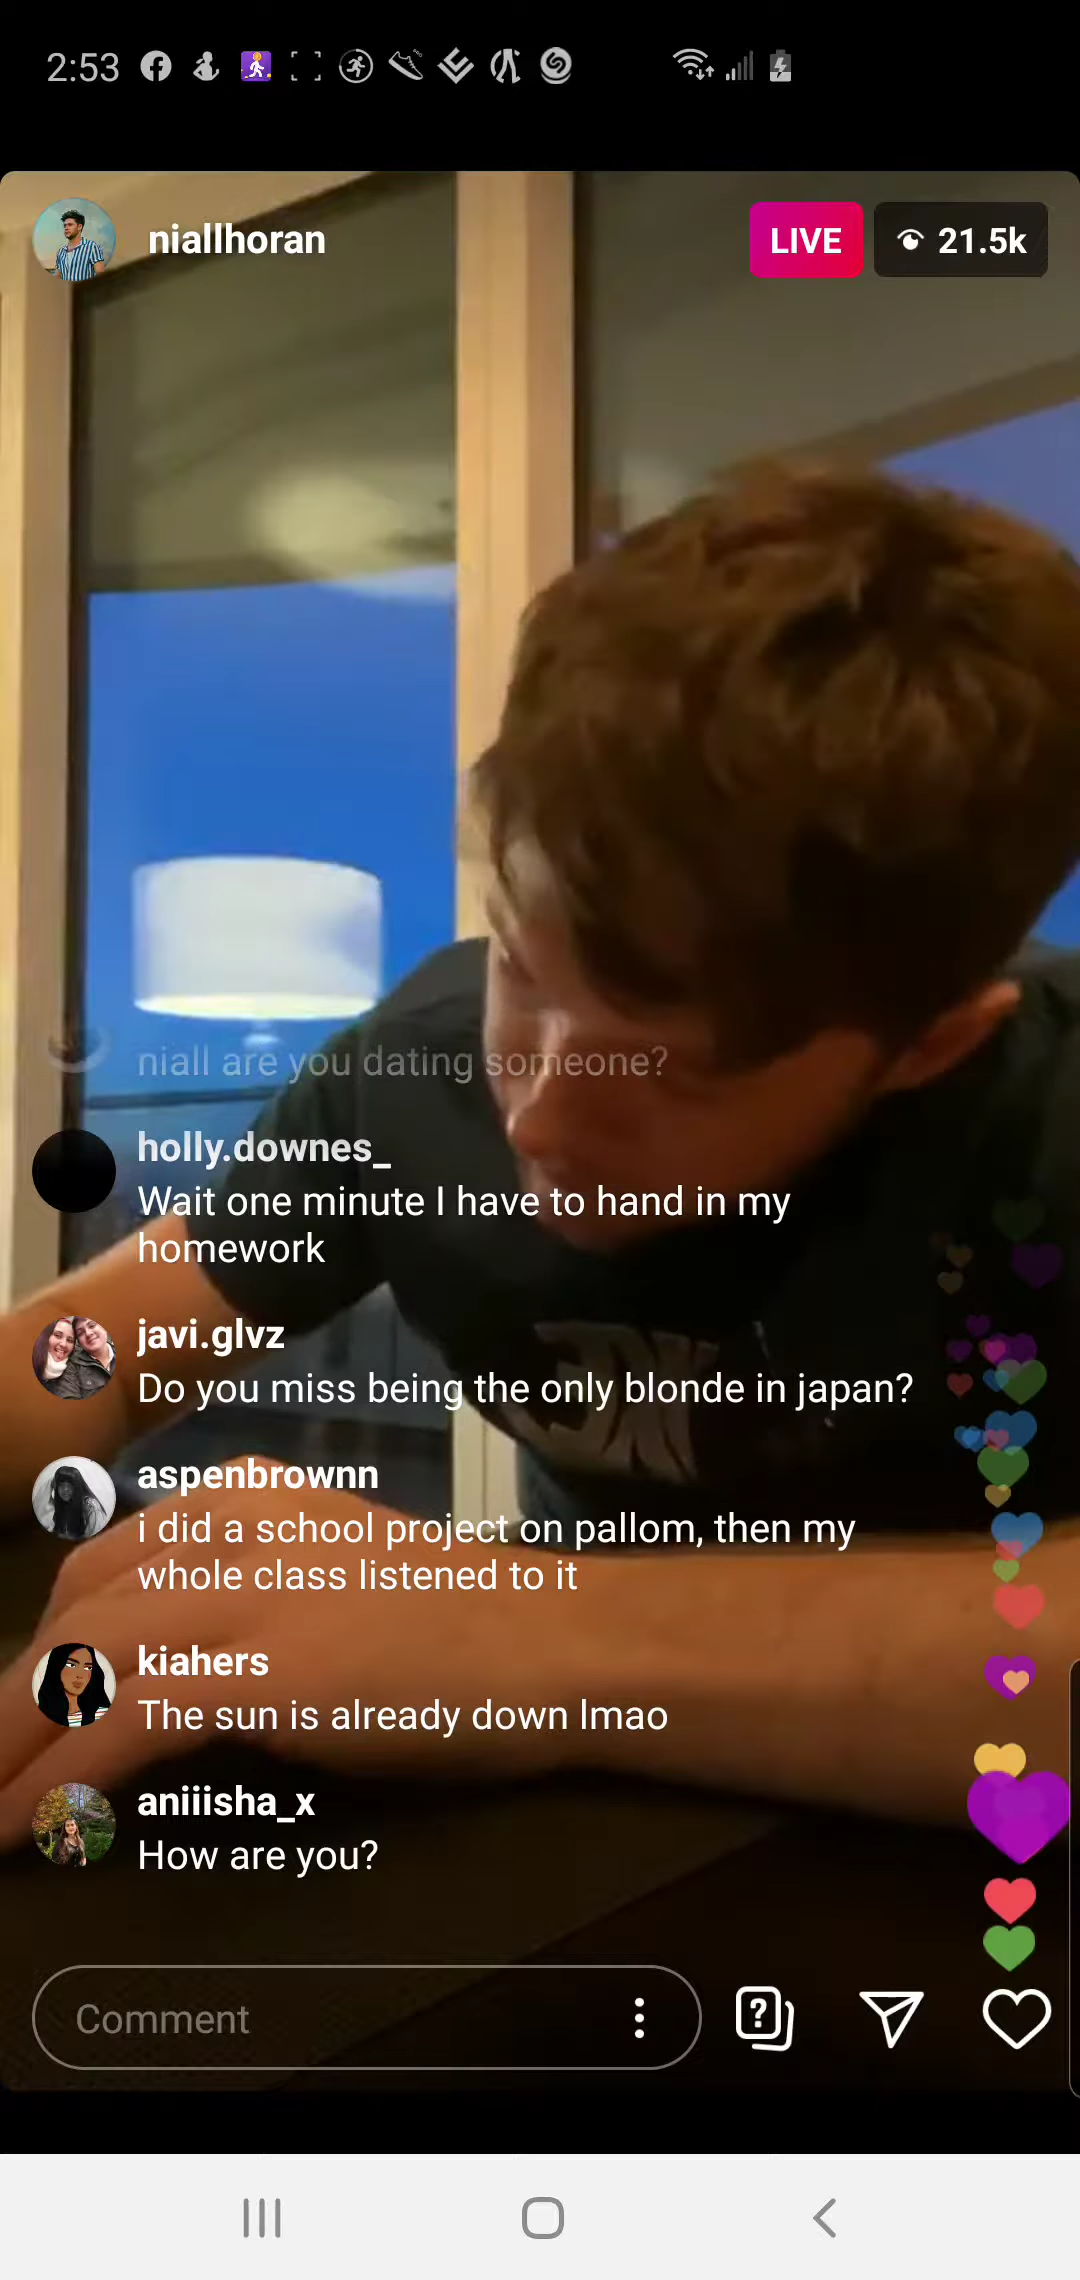 2:53
niallhoran
LIVE
21.5k
niall are you dating someone?
holly.downes_
Wait one minute I have to hand in my
homework
javi.glvz
Do you miss being the only blonde in japan?
aspenbrownn
i did a school project on pallom, then my
whole class listened to it
kiahers
The sun is already down lmao
aniiisha_x
How are you?
Comment